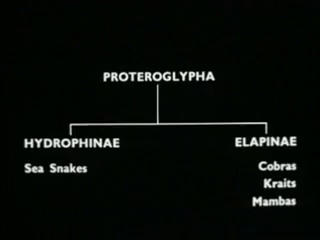 PROTEROGLYPHA
HYDROPHINAE
Sea Snakes
ELAPINAE
Cobras
Kraits
Mambas